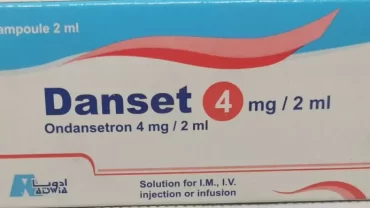 ampoule 2 ml
Danset 4 mg / 2 ml
Ondansetron 4 mg / 2 ml
ادويا
ADWIA
Solution for I.M., I.V.
injection or infusion